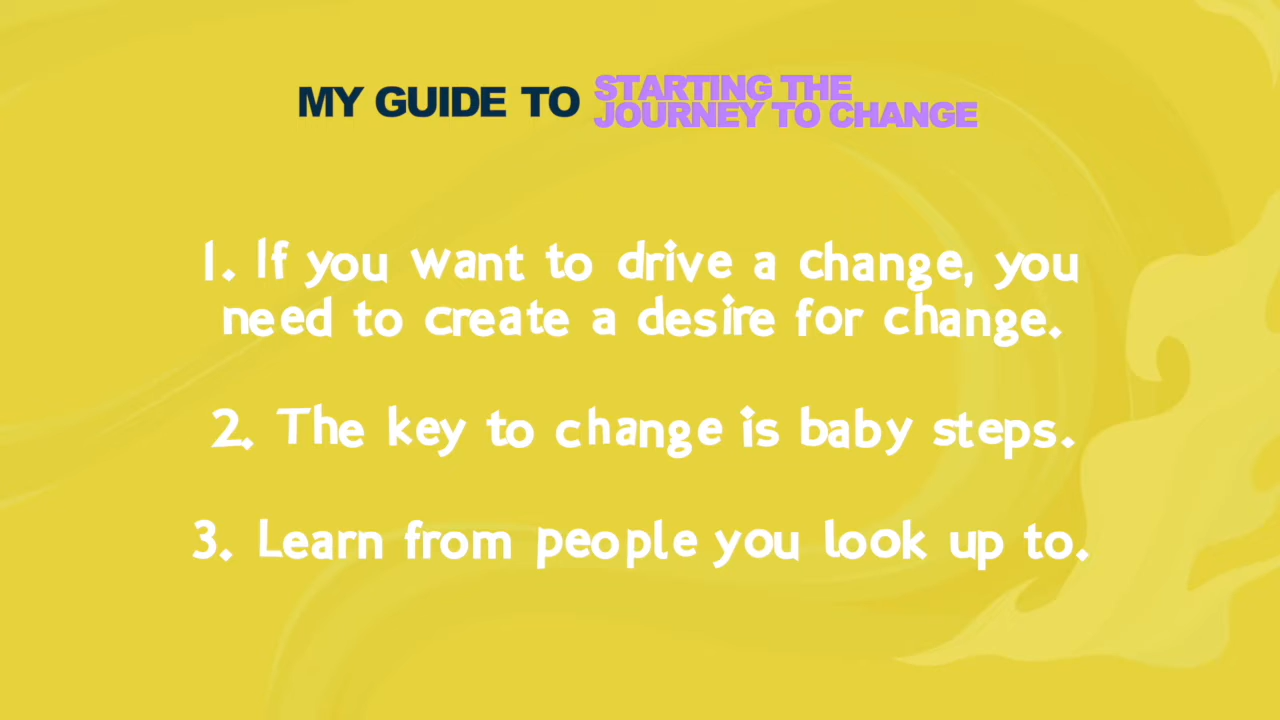 MY GUIDE TO STARTING THE
JOURNEY TO CHANGE
1. If you want to drive a change, you
need to create a desire for change.
2. The key to change is baby steps.
3. Learn from people you look up to.